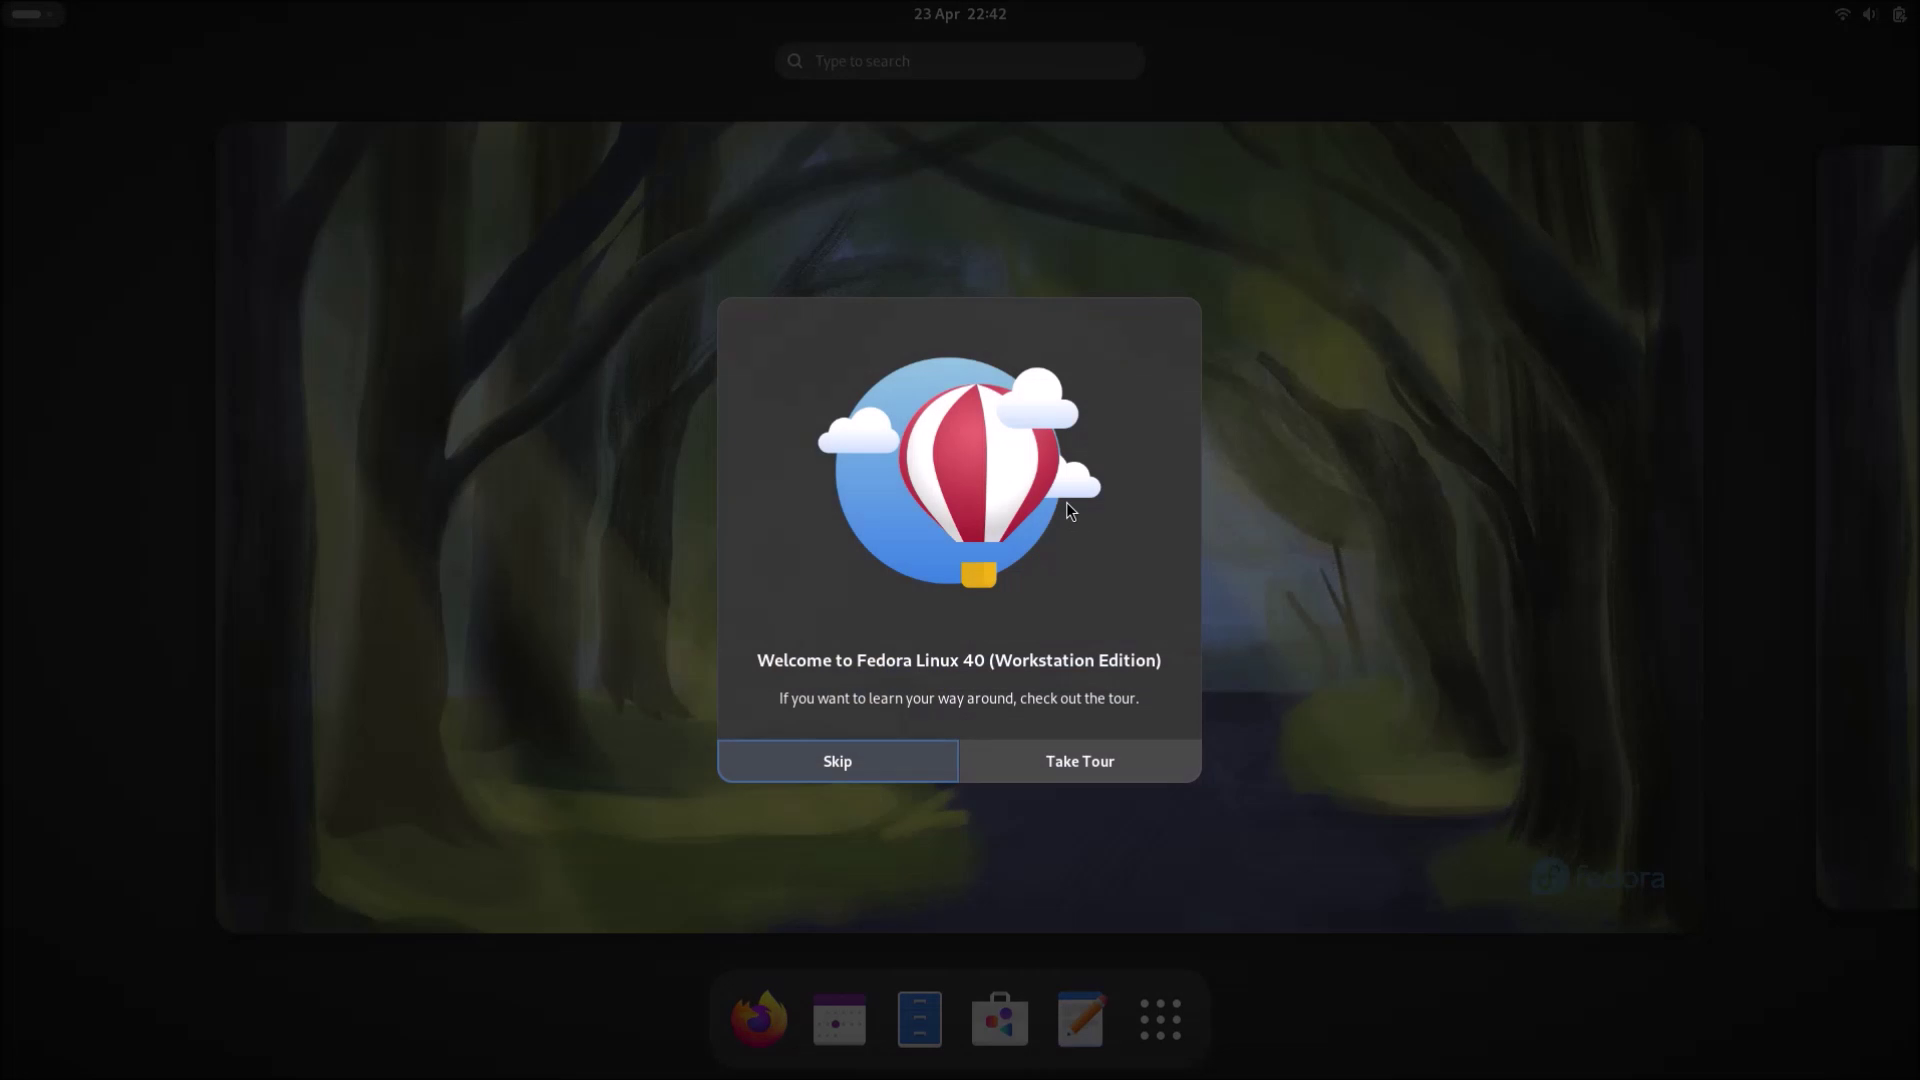 23 Apr 22:42
Type to search
Welcome to Fedora Linux 40 (Workstation Edition)
If you want to learn your way around, check out the tour.
Skip
Take Tour
fedora